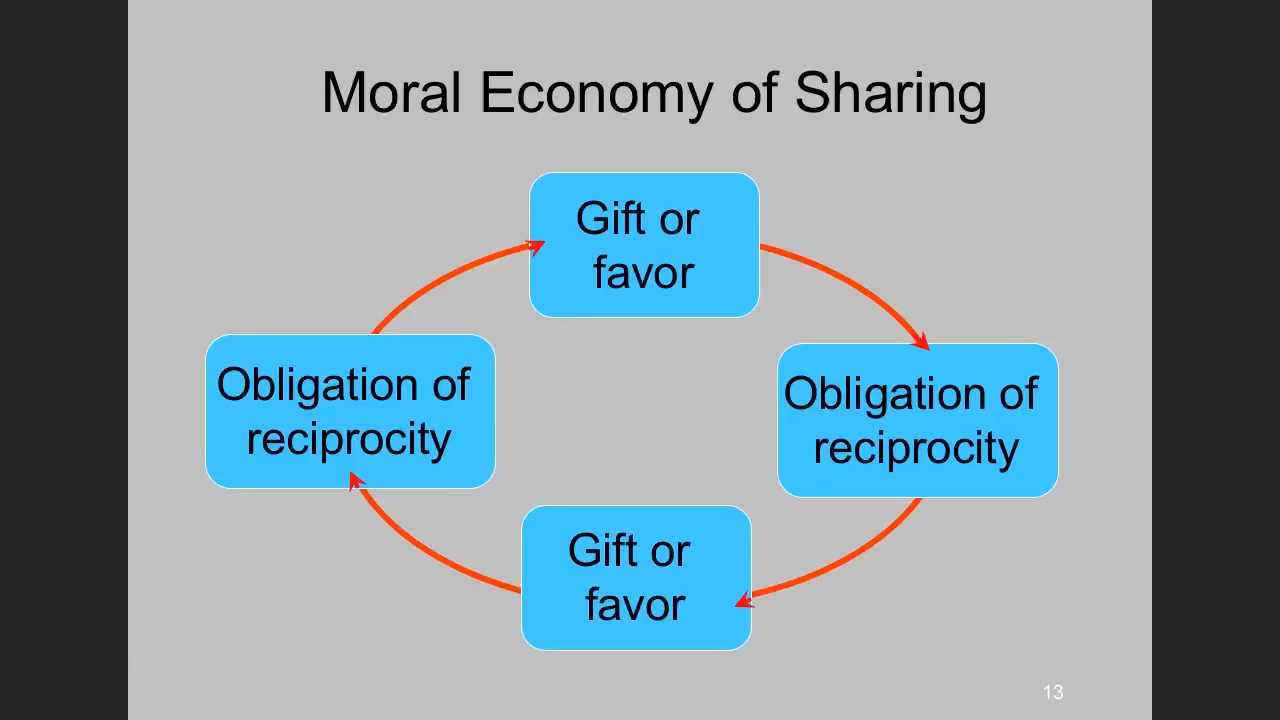 Moral Economy of Sharing
Gift or
favor
Obligation of
reciprocity
Obligation of
reciprocity
Gift or
favor
13